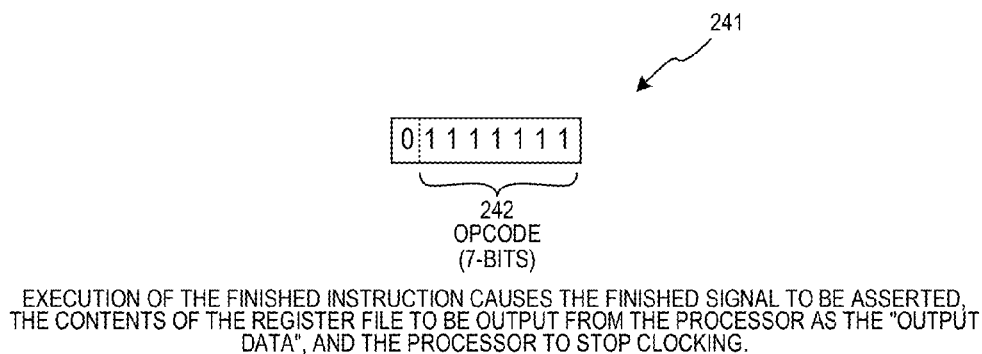 241
0 1 1 1 1 1 1 1
242
OPCODE
(7-BITS)
EXECUTION OF THE FINISHED INSTRUCTION CAUSES THE FINISHED SIGNAL TO BE ASSERTED,
THE CONTENTS OF THE REGISTER FILE TO BE OUTPUT FROM THE PROCESSOR AS THE "OUTPUT
DATA", AND THE PROCESSOR TO STOP CLOCKING.